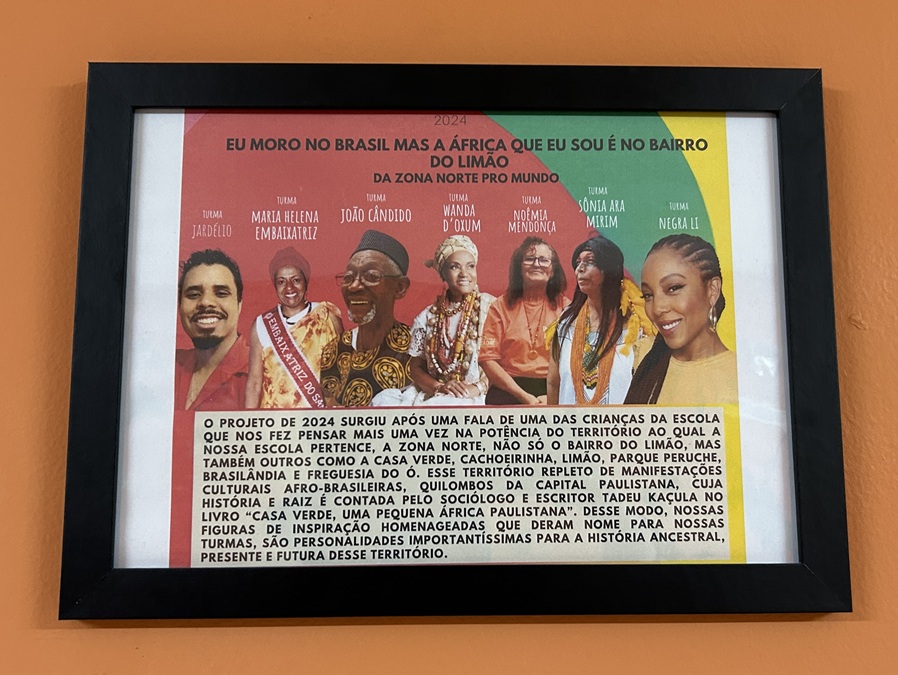 2024
EU MORO NO BRASIL MAS A ÁFRICA QUE EU SOU É NO BAIRRO
DO LIMÃO
DA ZONA NORTE PRO MUNDO
TURMA
JARDÉLIO
TURMA
MARIA HELENA
EMBAIXATRIZ
TURMA
JOÃO CÂNDIDO
TURMA
WANDA
D'OXUM
TURMA
NOÊMIA
MENDONÇA
TURMA
SÔNIA ARA
MIRIM
TURMA
NEGRA LI
EMBAIXATRIZ DO SA
O PROJETO DE 2024 SURGIU APÓS UMA FALA DE UMA DAS CRIANÇAS DA ESCOLA
QUE NOS FEZ PENSAR MAIS UMA VEZ NA POTÊNCIA DO TERRITÓRIO AO QUAL A
NOSSA ESCOLA PERTENCE, A ZONA NORTE, NÃO SÓ O BAIRRO DO LIMÃO, MAS
TAMBÉM OUTROS COMO A CASA VERDE, CACHOEIRINHA, LIMÃO, PARQUE PERUCHE,
BRASILÂNDIA E FREGUESIA DO Ó. ESSE TERRITÓRIO REPLETO DE MANIFESTAÇÕES
CULTURAIS AFRO-BRASILEIRAS, QUILOMBOS DA CAPITAL PAULISTANA, CUJA
HISTÓRIA E RAIZ É CONTADA PELO SOCIÓLOGO E ESCRITOR TADEU KAÇULA NO
LIVRO "CASA VERDE, UMA PEQUENA ÁFRICA PAULISTANA". DESSE MODO, NOSSAS
FIGURAS DE INSPIRAÇÃO HOMENAGEADAS QUE DERAM NOME PARA NOSSAS
TURMAS, SÃO PERSONALIDADES IMPORTANTÍSSIMAS PARA A HISTÓRIA ANCESTRAL,
PRESENTE E FUTURA DESSE TERRITÓRIO.